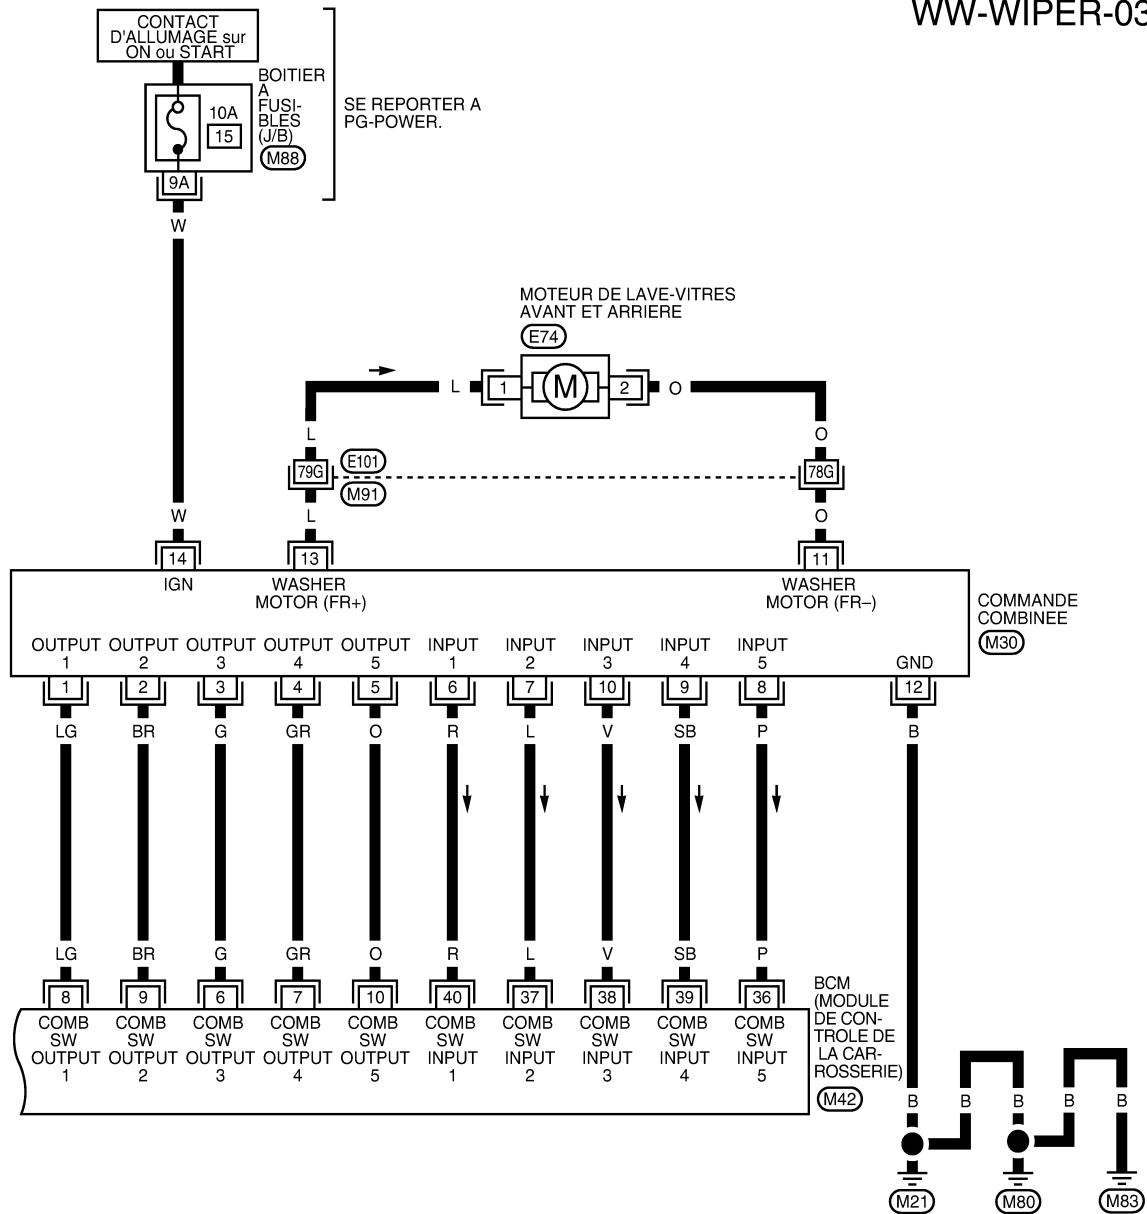 WW-WIPER-03
CONTACT
D'ALLUMAGE sur
ON ou START
BOITIER
A
FUSI-
BLES
(J/B)
M88
10A
15
9A
SE REPORTER A
PG-POWER.
W
MOTEUR DE LAVE-VITRES
AVANT ET ARRIERE
E74
L 1 M 2 O
L O
79G E101 78G
M91
W L O
14 13 11
IGN WASHER WASHER
MOTOR (FR+) MOTOR (FR–)
COMMANDE
COMBINEE
M30
OUTPUT OUTPUT OUTPUT OUTPUT OUTPUT INPUT INPUT INPUT INPUT INPUT
1 2 3 4 5 1 2 3 4 5 GND
1 2 3 4 5 6 7 10 9 8 12
LG BR G GR O R L V SB P B
LG BR G GR O R L V SB P
8 9 6 7 10 40 37 38 39 36
BCM
(MODULE
DE CON-
TROLE DE
LA CAR-
ROSSERIE)
M42
COMB COMB COMB COMB COMB COMB COMB COMB COMB COMB
SW SW SW SW SW SW SW SW SW SW
OUTPUT OUTPUT OUTPUT OUTPUT OUTPUT INPUT INPUT INPUT INPUT INPUT
1 2 3 4 5 1 2 3 4 5
B B B B B
M21 M80 M83